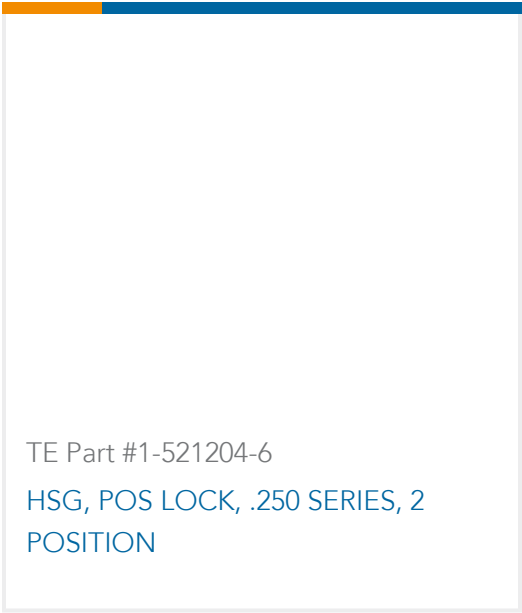 TE Part #1-521204-6
HSG, POS LOCK, .250 SERIES, 2
POSITION